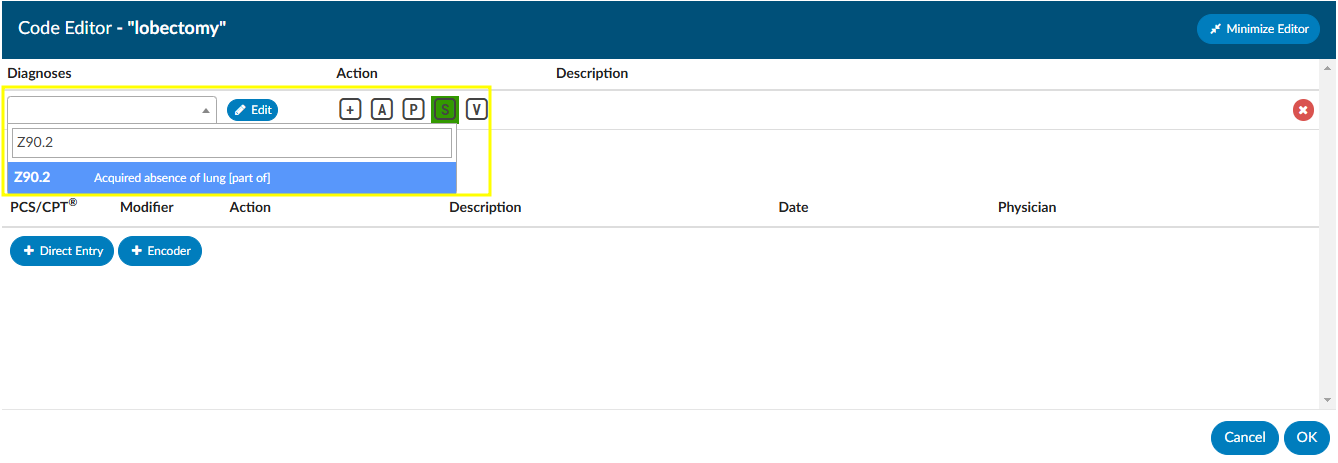 Code Editor - "lobectomy"
Minimize Editor
Diagnoses Action Description
Edit + A P S V
Z90.2
Z90.2 Acquired absence of lung [part of]
PCS/CPT® Modifier Action Description Date Physician
+ Direct Entry + Encoder
Cancel OK